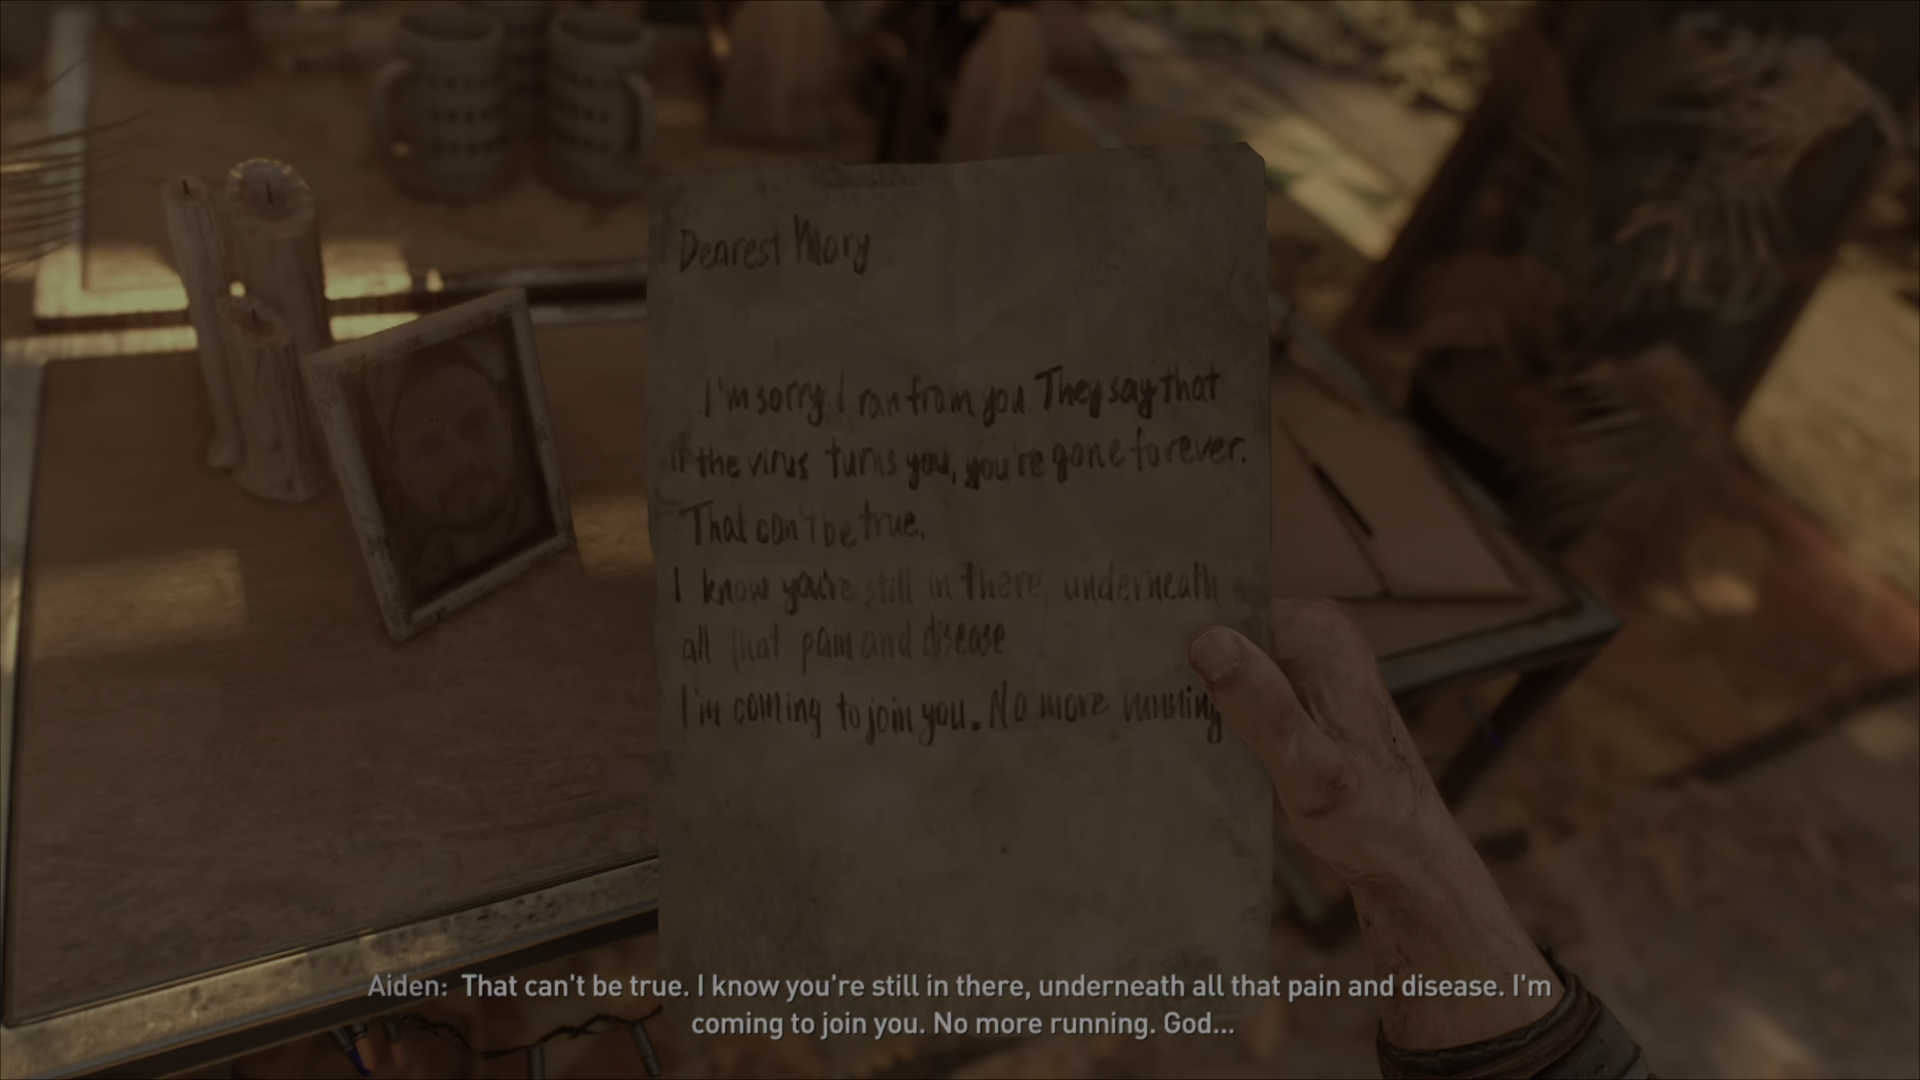 Dearest Mary
I'm sorry I ran from you. They say that
if the virus turns you, you're gone forever.
That can't be true.
I know you're still in there, underneath
all that pain and disease.
I'm coming to join you. No more running
Aiden: That can't be true. I know you're still in there, underneath all that pain and disease. I'm
coming to join you. No more running. God...